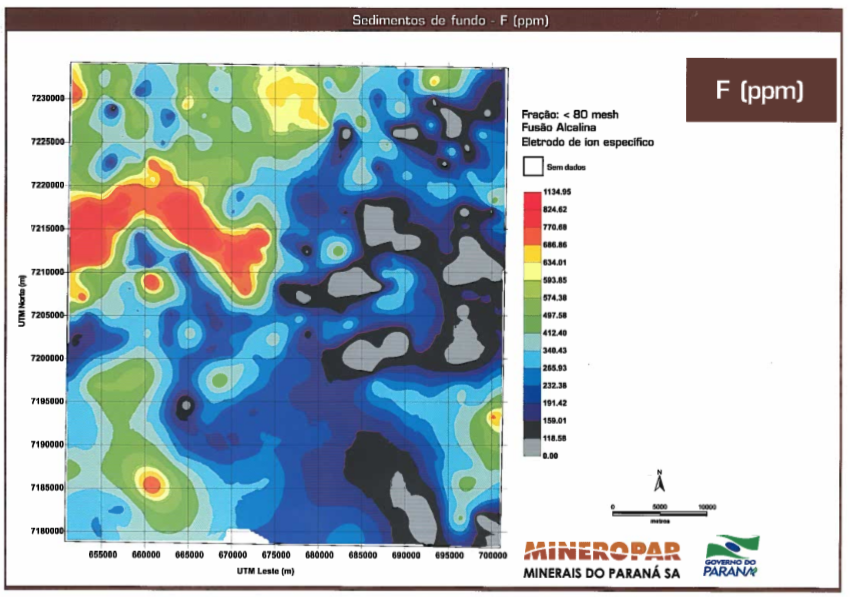 Sedimentos de fundo - F (ppm)
F (ppm)
Fração: < 80 mesh
Fusão Alcalina
Eletrodo de ion específico
Sem dados
1134.95
824.62
770.68
686.86
634.01
593.85
574.38
497.58
412.40
348.43
265.93
232.38
191.42
159.01
118.58
0.00
UTM Norte (m)
7230000
7225000
7220000
7215000
7210000
7205000
7200000
7195000
7190000
7185000
7180000
655000 660000 665000 670000 675000 680000 685000 690000 695000 700000
UTM Leste (m)
N
0 5000 10000
metros
MINEROPAR
MINERAIS DO PARANÁ SA
GOVERNO DO
PARANÁ